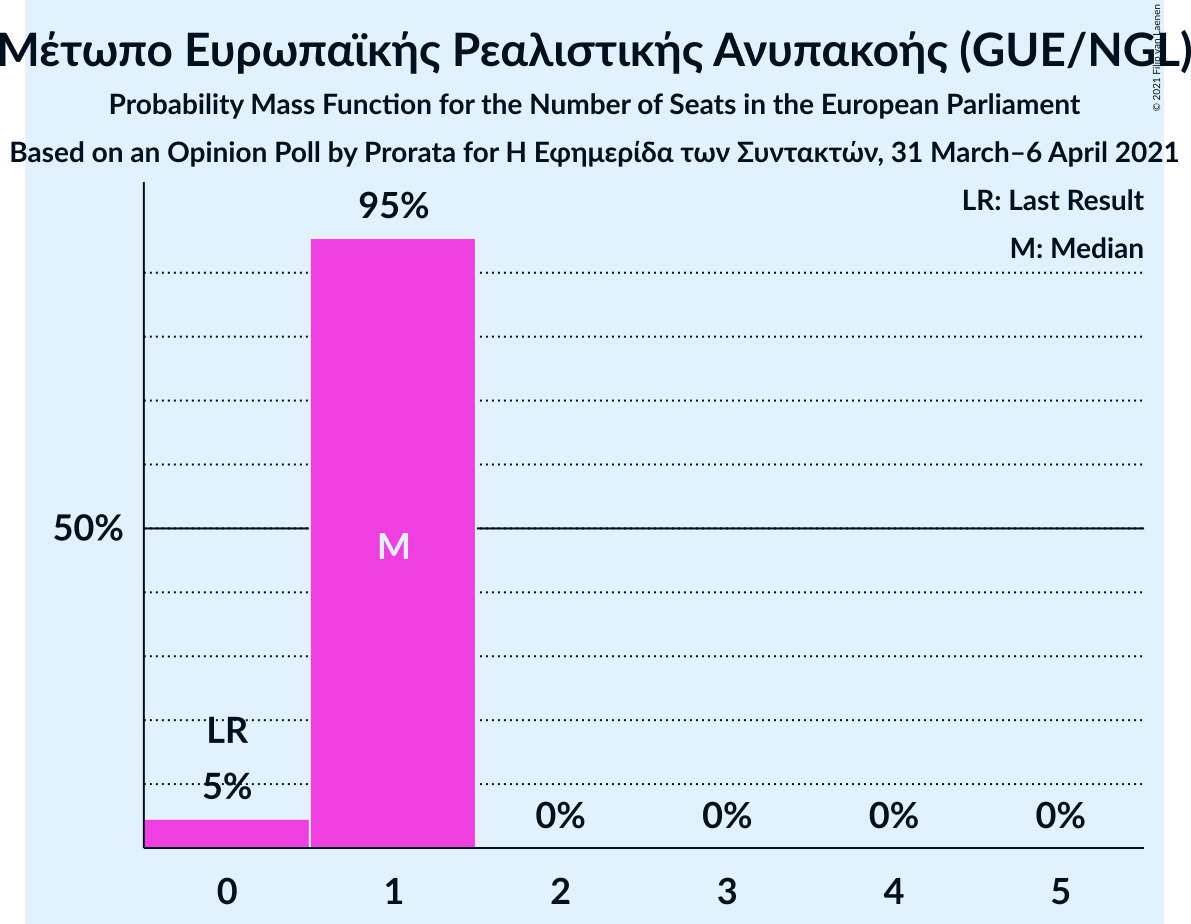 Μέτωπο Ευρωπαϊκής Ρεαλιστικής Ανυπακοής (GUE/NGL)
© 2021 Filip van Laenen
Probability Mass Function for the Number of Seats in the European Parliament
Based on an Opinion Poll by Prorata for Η Εφημερίδα των Συντακτών, 31 March–6 April 2021
LR: Last Result
M: Median
95%
50%
M
LR
5%
0% 0% 0% 0%
0 1 2 3 4 5